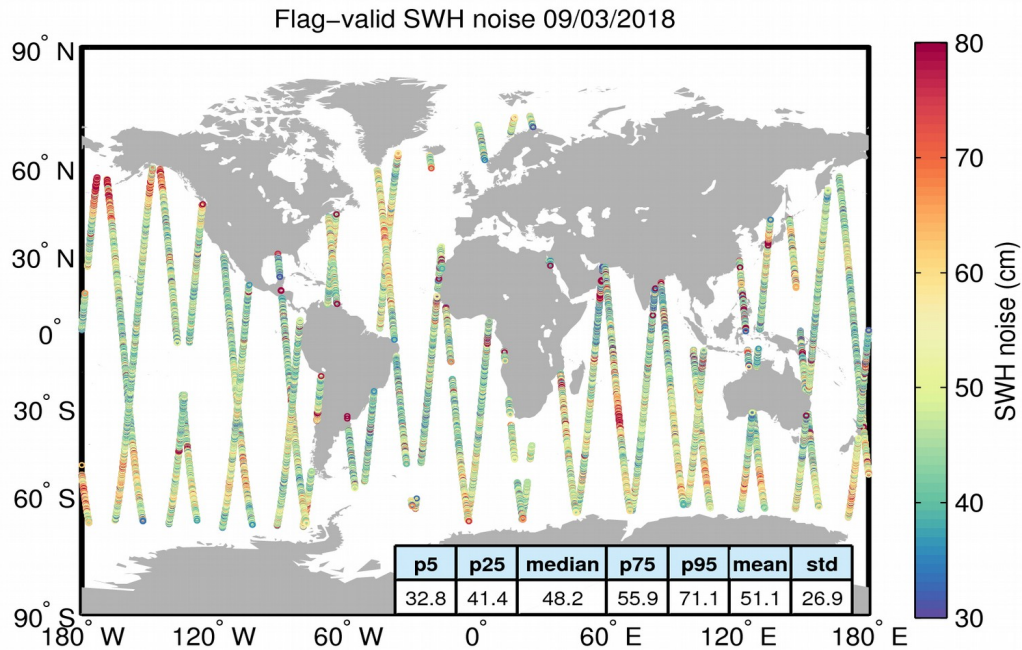 Flag−valid SWH noise 09/03/2018
90° N
60° N
30° N
0°
30° S
60° S
90° S
180° W
120° W
60° W
0°
60° E
120° E
180° E
80
70
60
50
40
30
SWH noise (cm)
p5 p25 median p75 p95 mean std
32.8 41.4 48.2 55.9 71.1 51.1 26.9